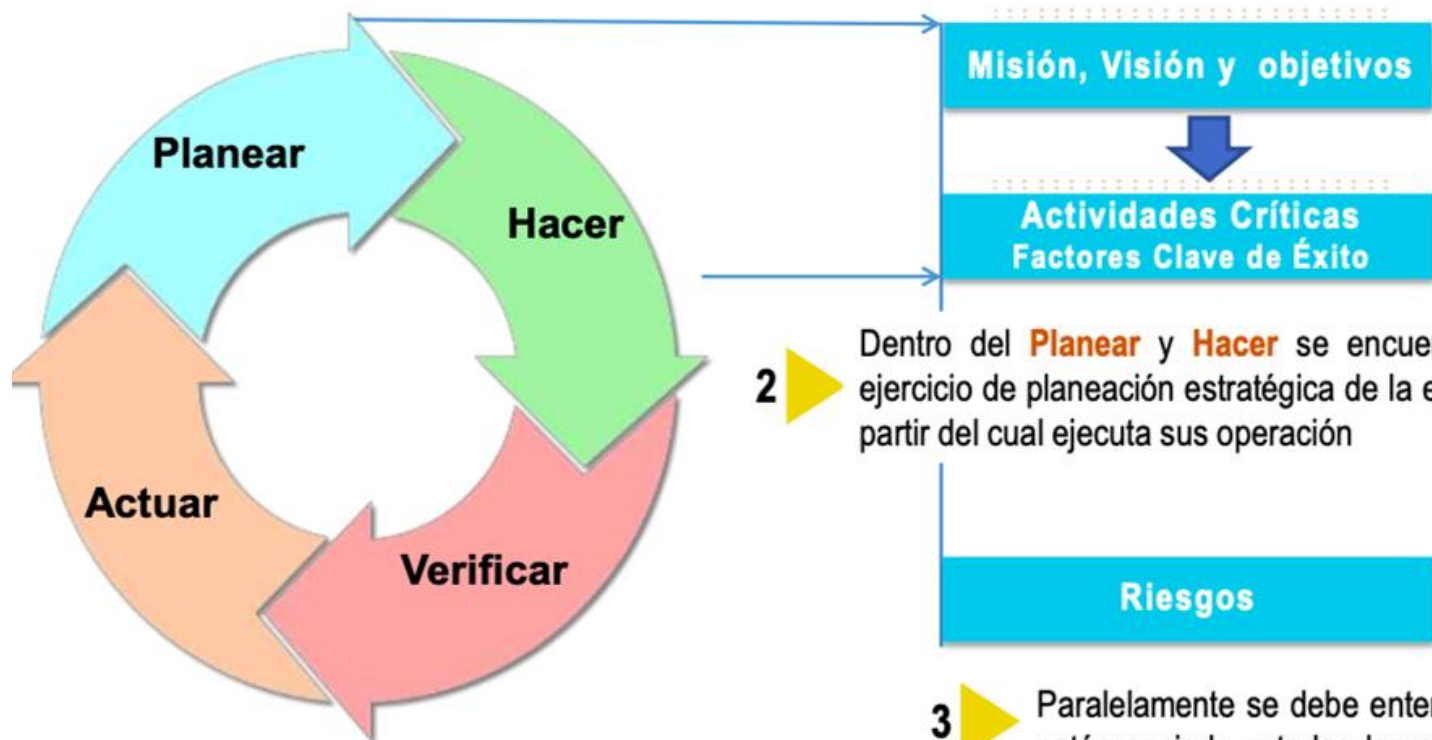 Planear
Hacer
Verificar
Actuar
Misión, Visión y objetivos
Actividades Críticas
Factores Clave de Éxito
2
Dentro del Planear y Hacer se
ejercicio de planeación estratégica de la
partir del cual ejecuta sus operación
Riesgos
3
Paralelamente se debe